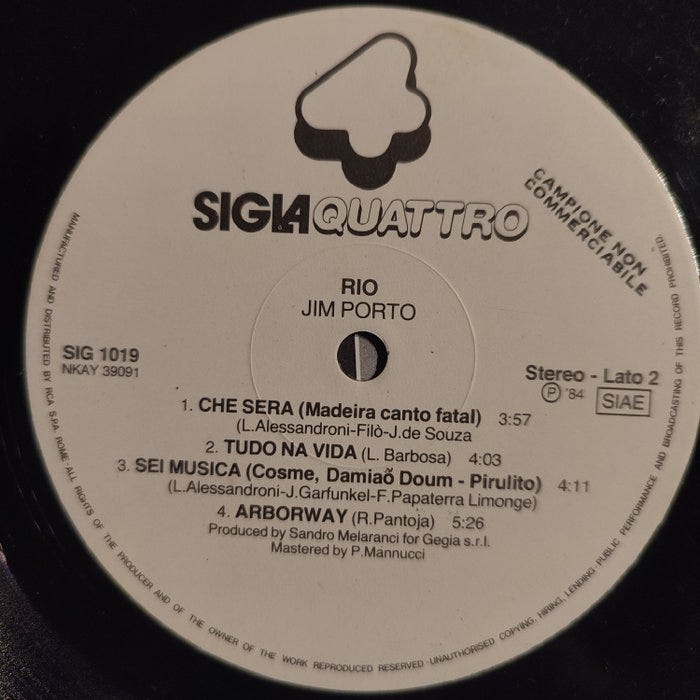 SIGLAQUATTRO
CAMPIONE NON
COMMERCIABILE
RIO
JIM PORTO
SIG 1019
NKAY 39091
Stereo - Lato 2
Ⓟ '84 SIAE
1. CHE SERA (Madeira canto fatal) 3:57
(L.Alessandroni-Filò-J.de Souza
2. TUDO NA VIDA (L. Barbosa) 4:03
3. SEI MUSICA (Cosme, Damiaõ Doum - Pirulito) 4:11
(L.Alessandroni-J.Garfunkel-F.Papaterra Limonge)
4. ARBORWAY (R.Pantoja) 5:26
Produced by Sandro Melaranci for Gegia s.r.l.
Mastered by P.Mannucci
MANUFACTURED AND DISTRIBUTED BY RCA S.P.A. ROME - ALL RIGHTS OF THE PRODUCER AND OF THE OWNER OF THE WORK REPRODUCED RESERVED - UNAUTHORISED COPYING, HIRING, LENDING, PUBLIC PERFORMANCE AND BROADCASTING OF THIS RECORD PROHIBITED.